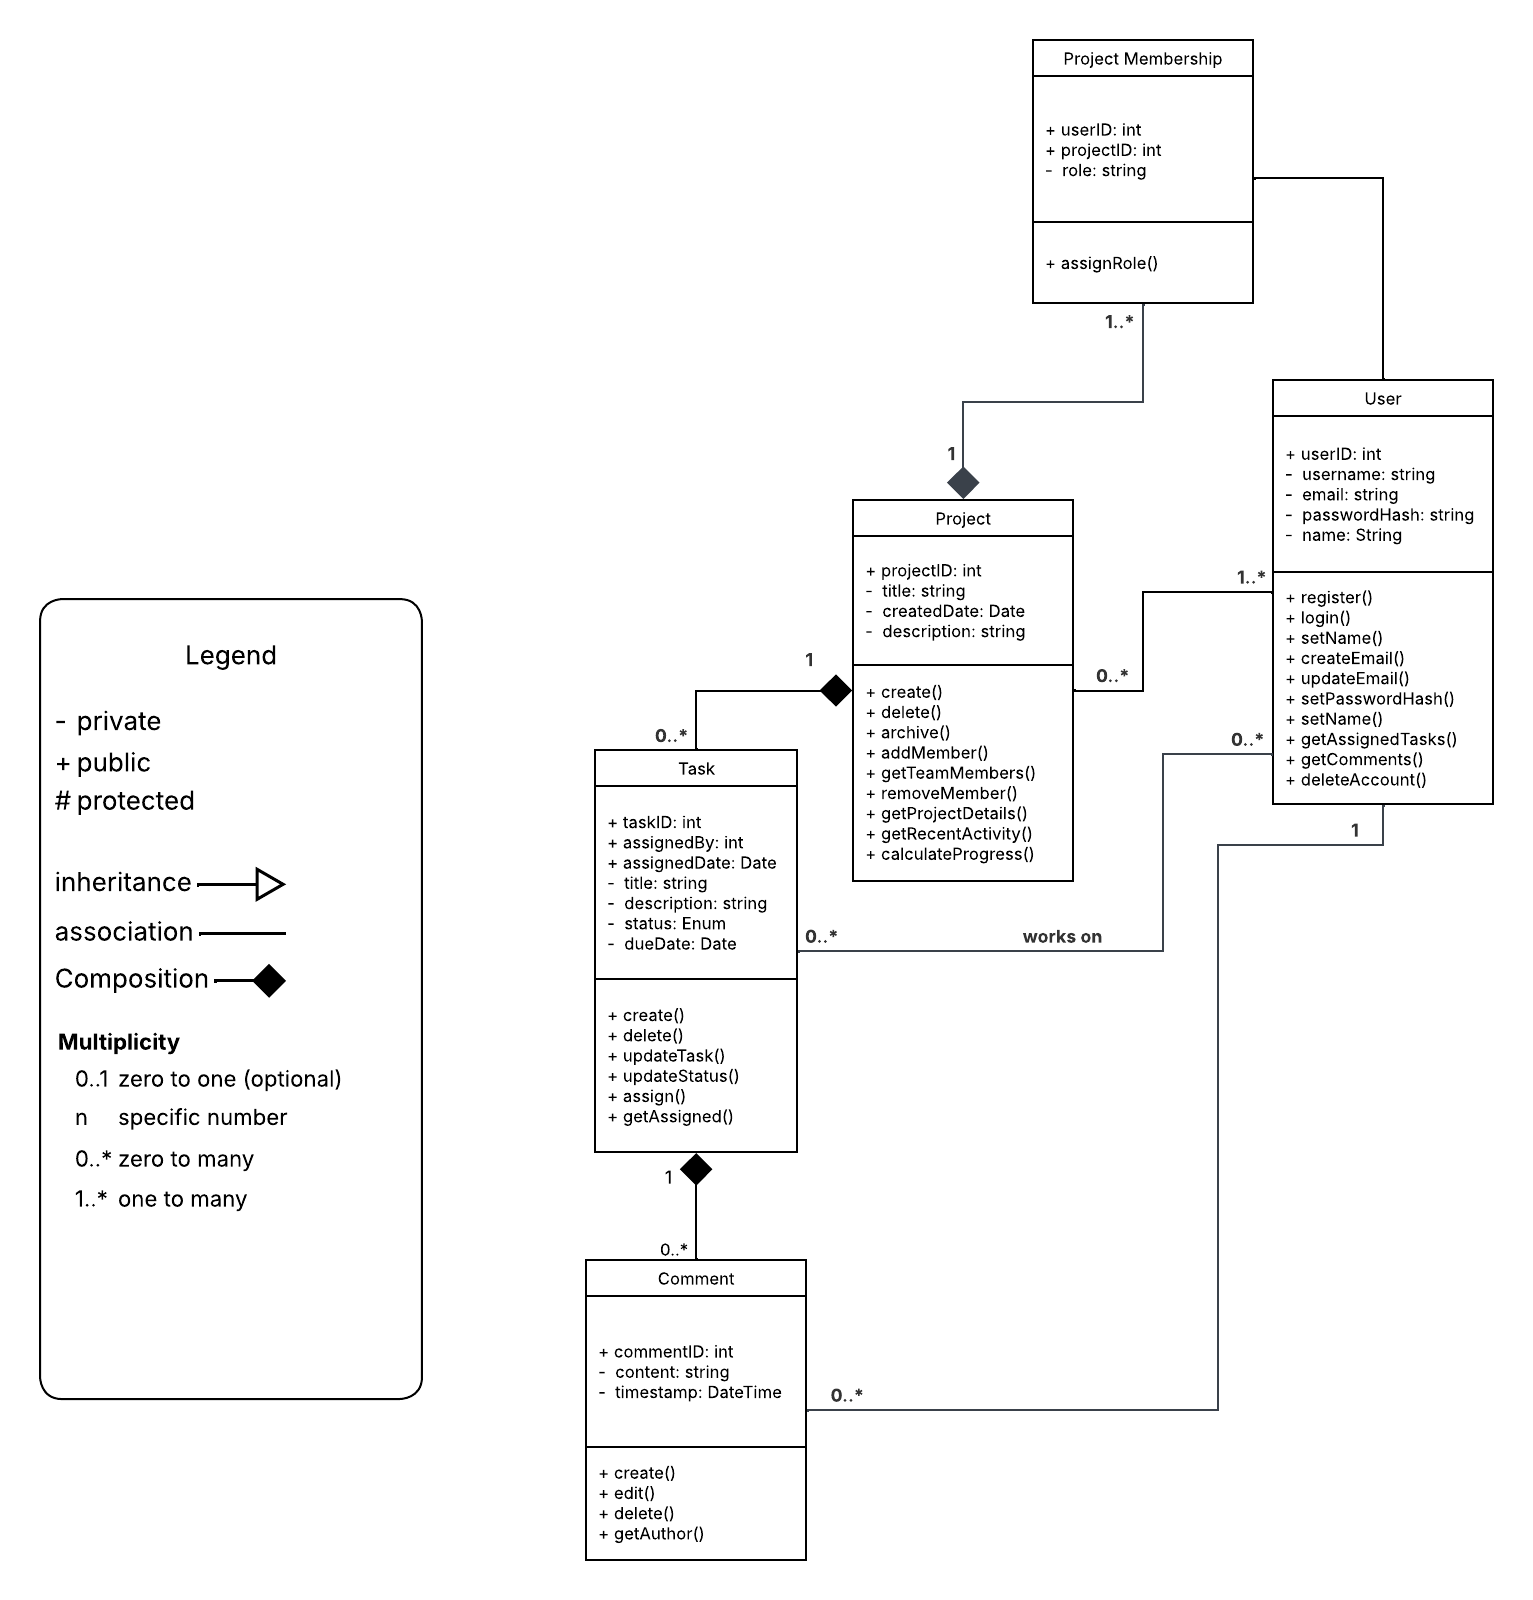 Project Membership
+ userID: int
+ projectID: int
- role: string
+ assignRole()
1..*
1
User
+ userID: int
- username: string
- email: string
- passwordHash: string
- name: String
+ register()
+ login()
+ setName()
+ createEmail()
+ updateEmail()
+ setPasswordHash()
+ setName()
+ getAssignedTasks()
+ getComments()
+ deleteAccount()
1..*
0..*
0..*
1
Project
+ projectID: int
- title: string
- createdDate: Date
- description: string
+ create()
+ delete()
+ archive()
+ addMember()
+ getTeamMembers()
+ removeMember()
+ getProjectDetails()
+ getRecentActivity()
+ calculateProgress()
1
0..*
Task
+ taskID: int
+ assignedBy: int
+ assignedDate: Date
- title: string
- description: string
- status: Enum
- dueDate: Date
+ create()
+ delete()
+ updateTask()
+ updateStatus()
+ assign()
+ getAssigned()
0..*
works on
1
0..*
Comment
+ commentID: int
- content: string
- timestamp: DateTime
+ create()
+ edit()
+ delete()
+ getAuthor()
0..*
Legend
- private
+ public
# protected
inheritance
association
Composition
Multiplicity
0..1 zero to one (optional)
n specific number
0..* zero to many
1..* one to many